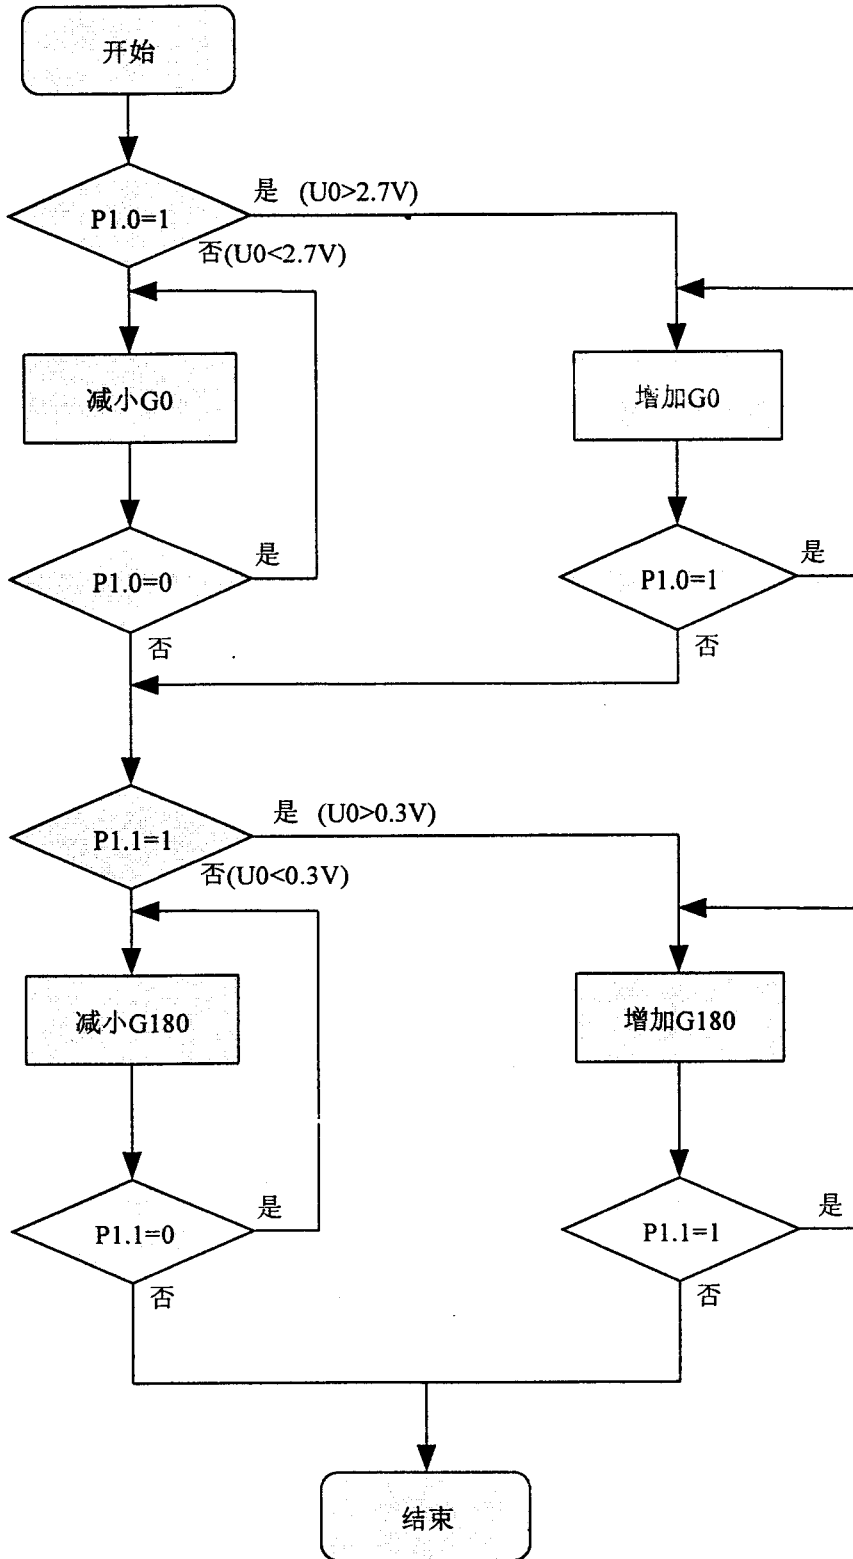 开始
P1.0=1
是 (U0>2.7V)
否(U0<2.7V)
减小G0
增加G0
P1.0=0
是
P1.0=1
是
否
否
P1.1=1
是 (U0>0.3V)
否(U0<0.3V)
减小G180
增加G180
P1.1=0
是
P1.1=1
是
否
否
结束